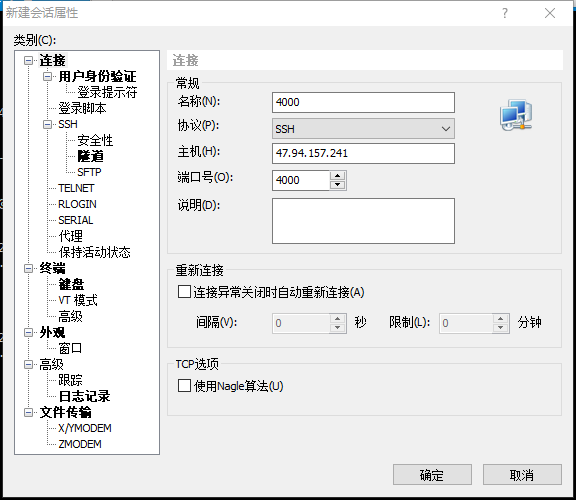 新建会话属性
类别(C):
连接
用户身份验证
登录提示符
登录脚本
SSH
安全性
隧道
SFTP
TELNET
RLOGIN
SERIAL
代理
保持活动状态
终端
键盘
VT 模式
高级
外观
窗口
高级
跟踪
日志记录
文件传输
X/YMODEM
ZMODEM
连接
常规
名称(N): 4000
协议(P): SSH
主机(H): 47.94.157.241
端口号(O): 4000
说明(D):
重新连接
连接异常关闭时自动重新连接(A)
间隔(V): 0 秒 限制(L): 0 分钟
TCP选项
使用Nagle算法(U)
确定 取消